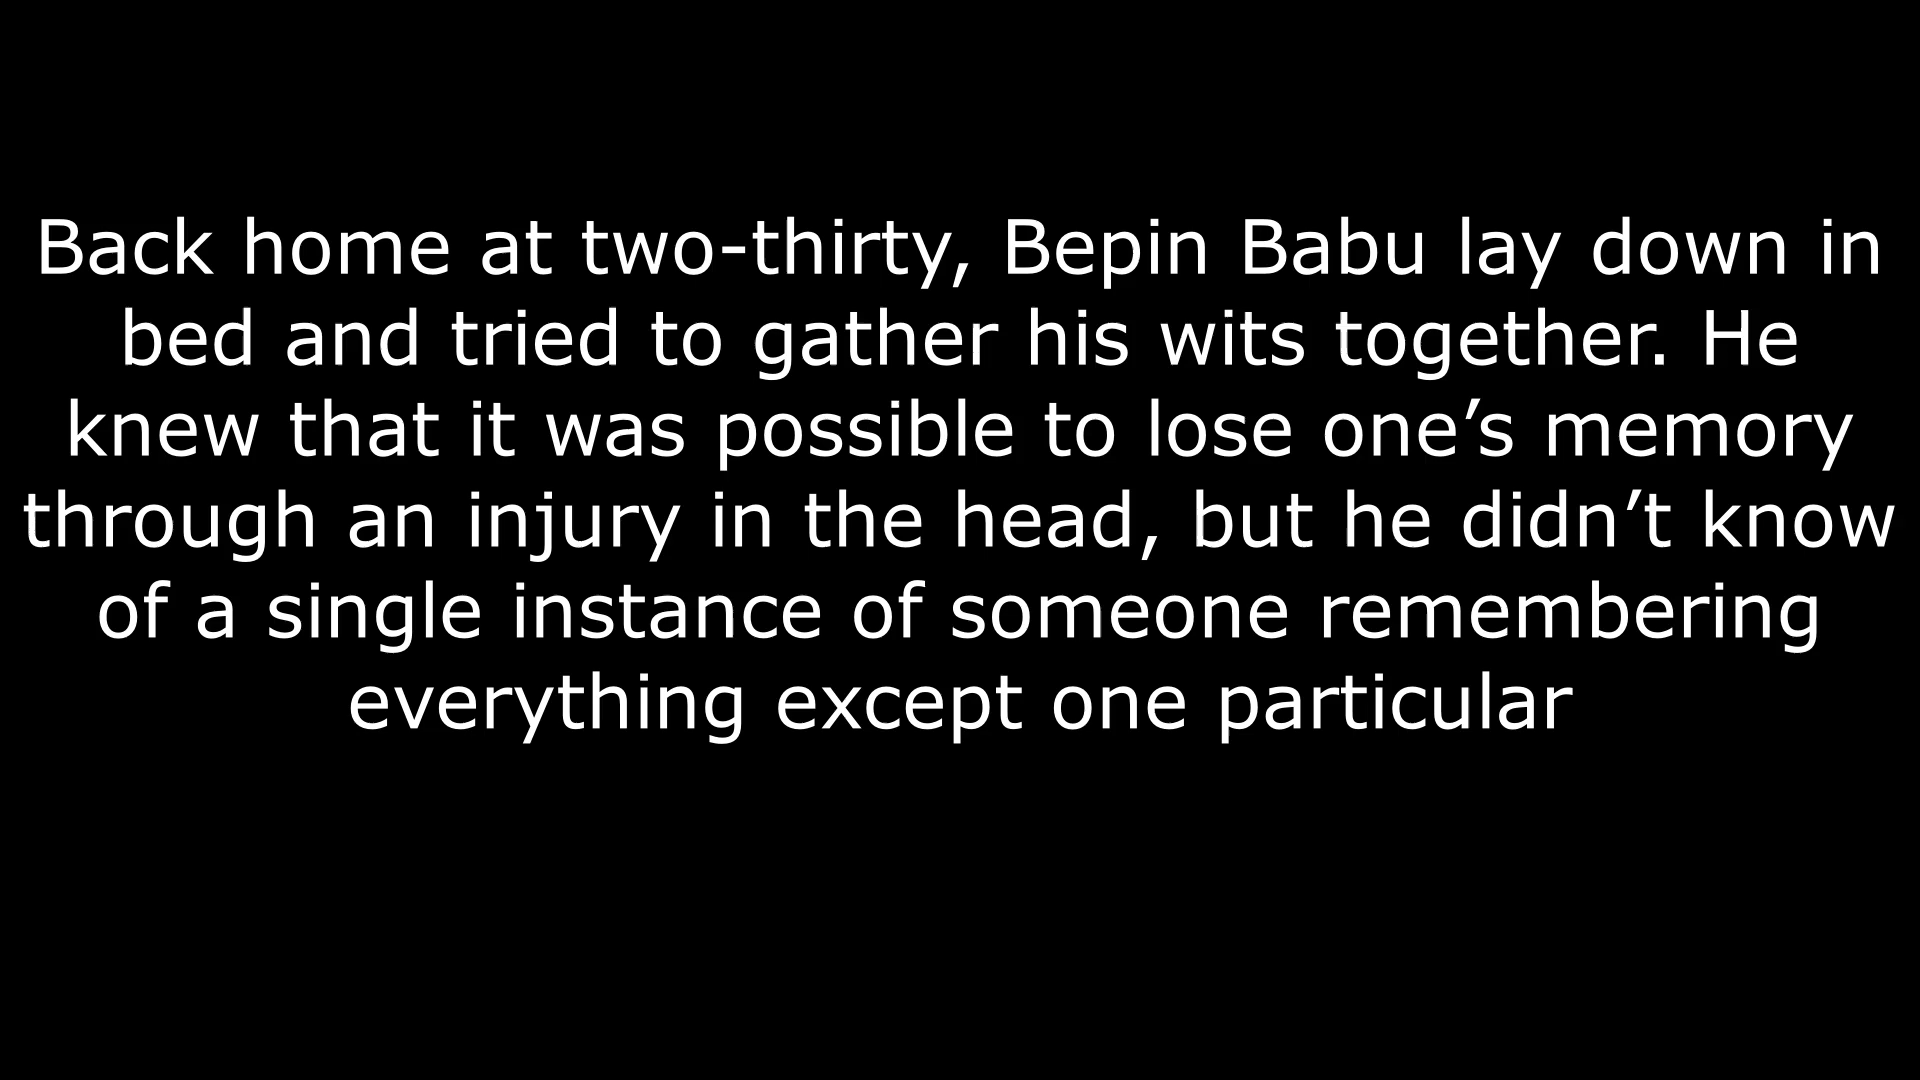 Back home at two-thirty, Bepin Babu lay down in
bed and tried to gather his wits together. He
knew that it was possible to lose one’s memory
through an injury in the head, but he didn’t know
of a single instance of someone remembering
everything except one particular